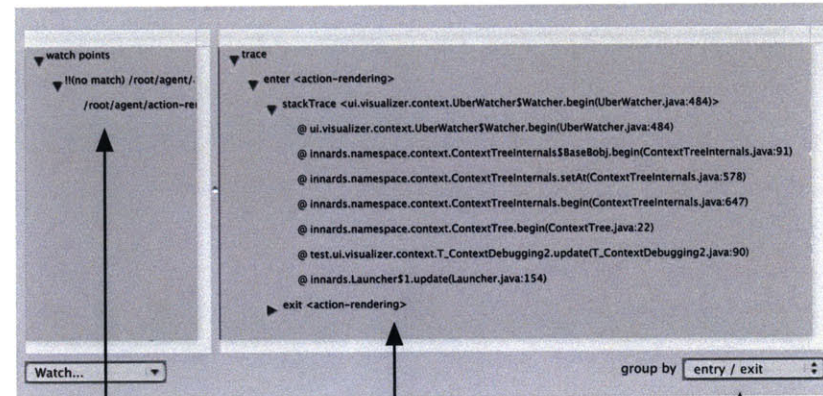 watch points
!!(no match) /root/agent/
/root/agent/action-re
trace
enter <action-rendering>
stackTrace <ui.visualizer.context.UberWatcher$Watcher.begin(UberWatcher.java:484)>
@ ui.visualizer.context.UberWatcher$Watcher.begin(UberWatcher.java:484)
@ innards.namespace.context.ContextTreeInternals$BaseBobj.begin(ContextTreeInternals.java:91)
@ innards.namespace.context.ContextTreeInternals.setAt(ContextTreeInternals.java:578)
@ innards.namespace.context.ContextTreeInternals.begin(ContextTreeInternals.java:647)
@ innards.namespace.context.ContextTree.begin(ContextTree.java:22)
@ test.ui.visualizer.context.T_ContextDebugging2.update(T_ContextDebugging2.java:90)
@ innards.Launcher$1.update(Launcher.java:154)
exit <action-rendering>
Watch...
group by entry / exit